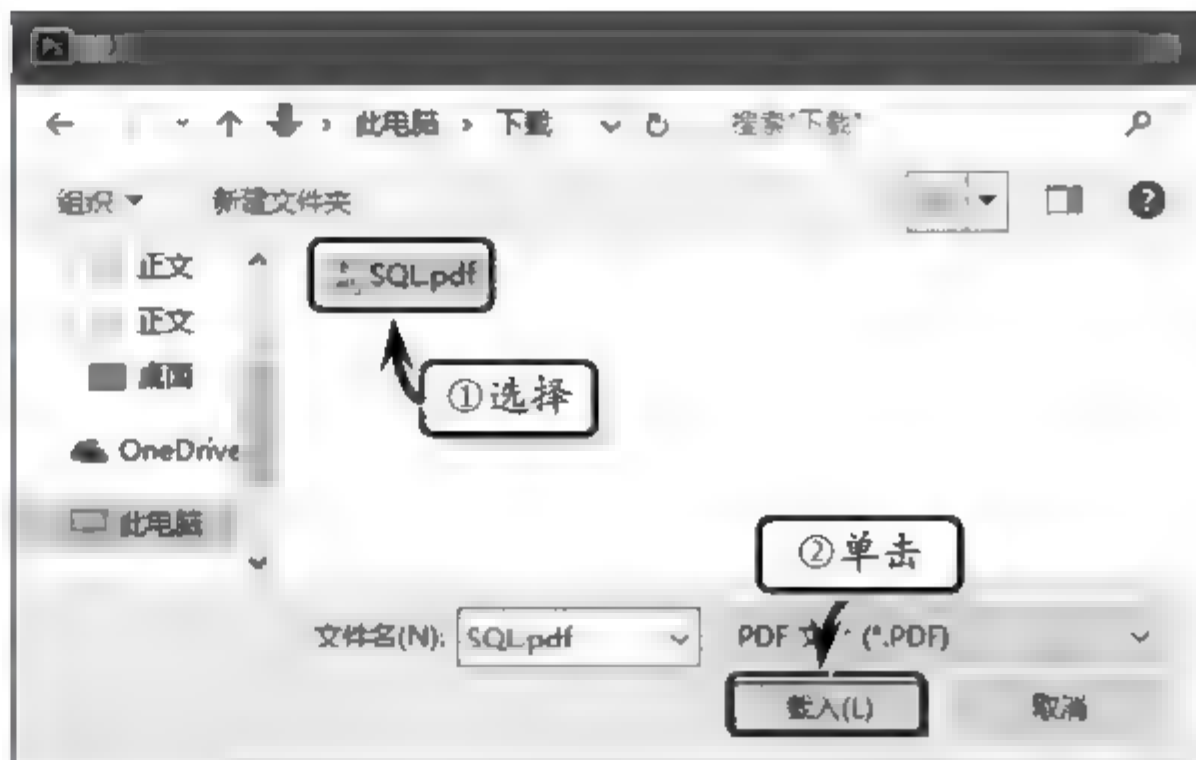 Ps
此电脑 › 下载 搜索"下载"
组织 新建文件夹
正文
SQL.pdf
正文
桌面
①选择
OneDrive
此电脑
②单击
文件名(N): SQL.pdf PDF (*.PDF)
载入(L) 取消